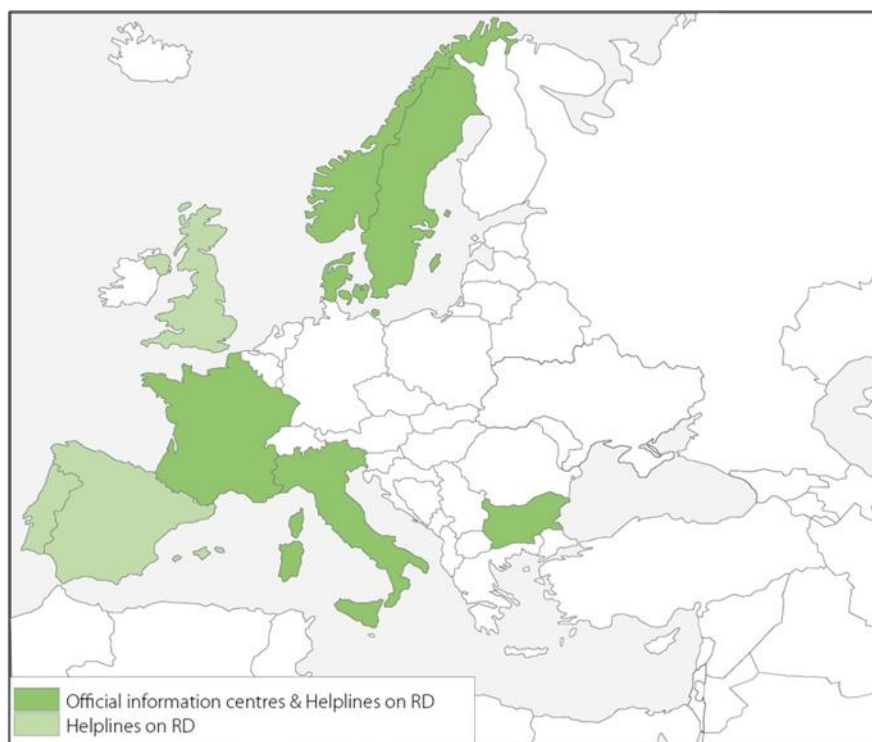 Official information centres & Helplines on RD
Helplines on RD